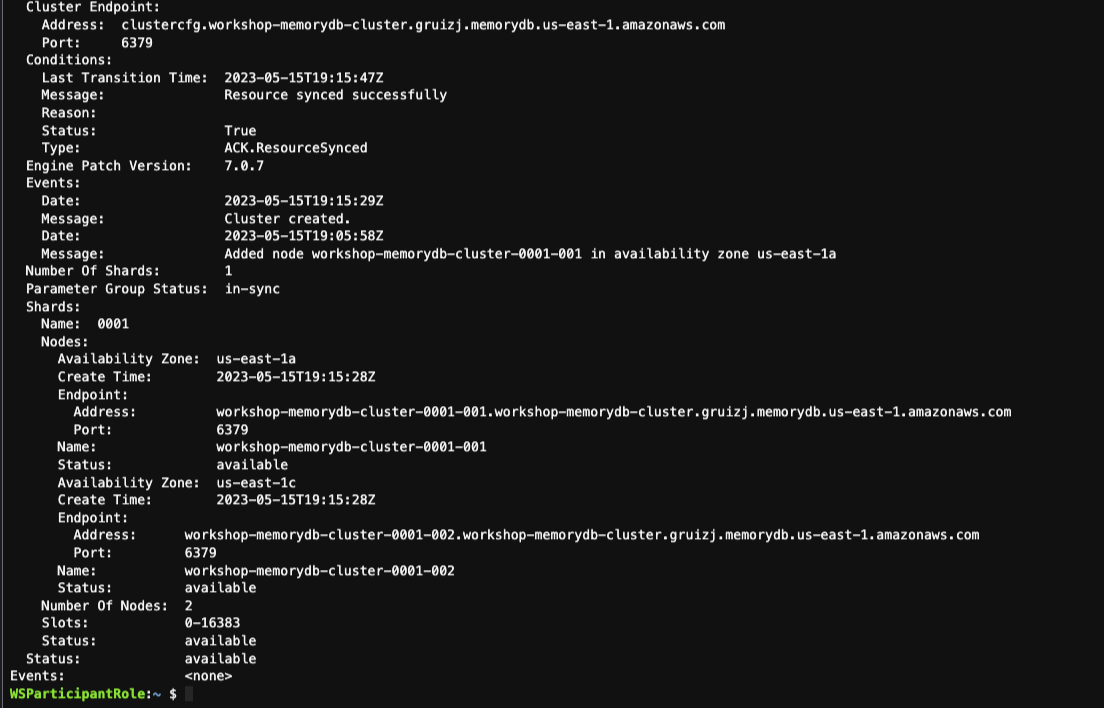 Cluster Endpoint:
Address: clustercfg.workshop-memorydb-cluster.gruizj.memorydb.us-east-1.amazonaws.com
Port: 6379
Conditions:
Last Transition Time: 2023-05-15T19:15:47Z
Message: Resource synced successfully
Reason:
Status: True
Type: ACK.ResourceSynced
Engine Patch Version: 7.0.7
Events:
Date: 2023-05-15T19:15:29Z
Message: Cluster created.
Date: 2023-05-15T19:05:58Z
Message: Added node workshop-memorydb-cluster-0001-001 in availability zone us-east-1a
Number Of Shards: 1
Parameter Group Status: in-sync
Shards:
Name: 0001
Nodes:
Availability Zone: us-east-1a
Create Time: 2023-05-15T19:15:28Z
Endpoint:
Address: workshop-memorydb-cluster-0001-001.workshop-memorydb-cluster.gruizj.memorydb.us-east-1.amazonaws.com
Port: 6379
Name: workshop-memorydb-cluster-0001-001
Status: available
Availability Zone: us-east-1c
Create Time: 2023-05-15T19:15:28Z
Endpoint:
Address: workshop-memorydb-cluster-0001-002.workshop-memorydb-cluster.gruizj.memorydb.us-east-1.amazonaws.com
Port: 6379
Name: workshop-memorydb-cluster-0001-002
Status: available
Number Of Nodes: 2
Slots: 0-16383
Status: available
Status: available
Events: <none>
WSParticipantRole:~ $